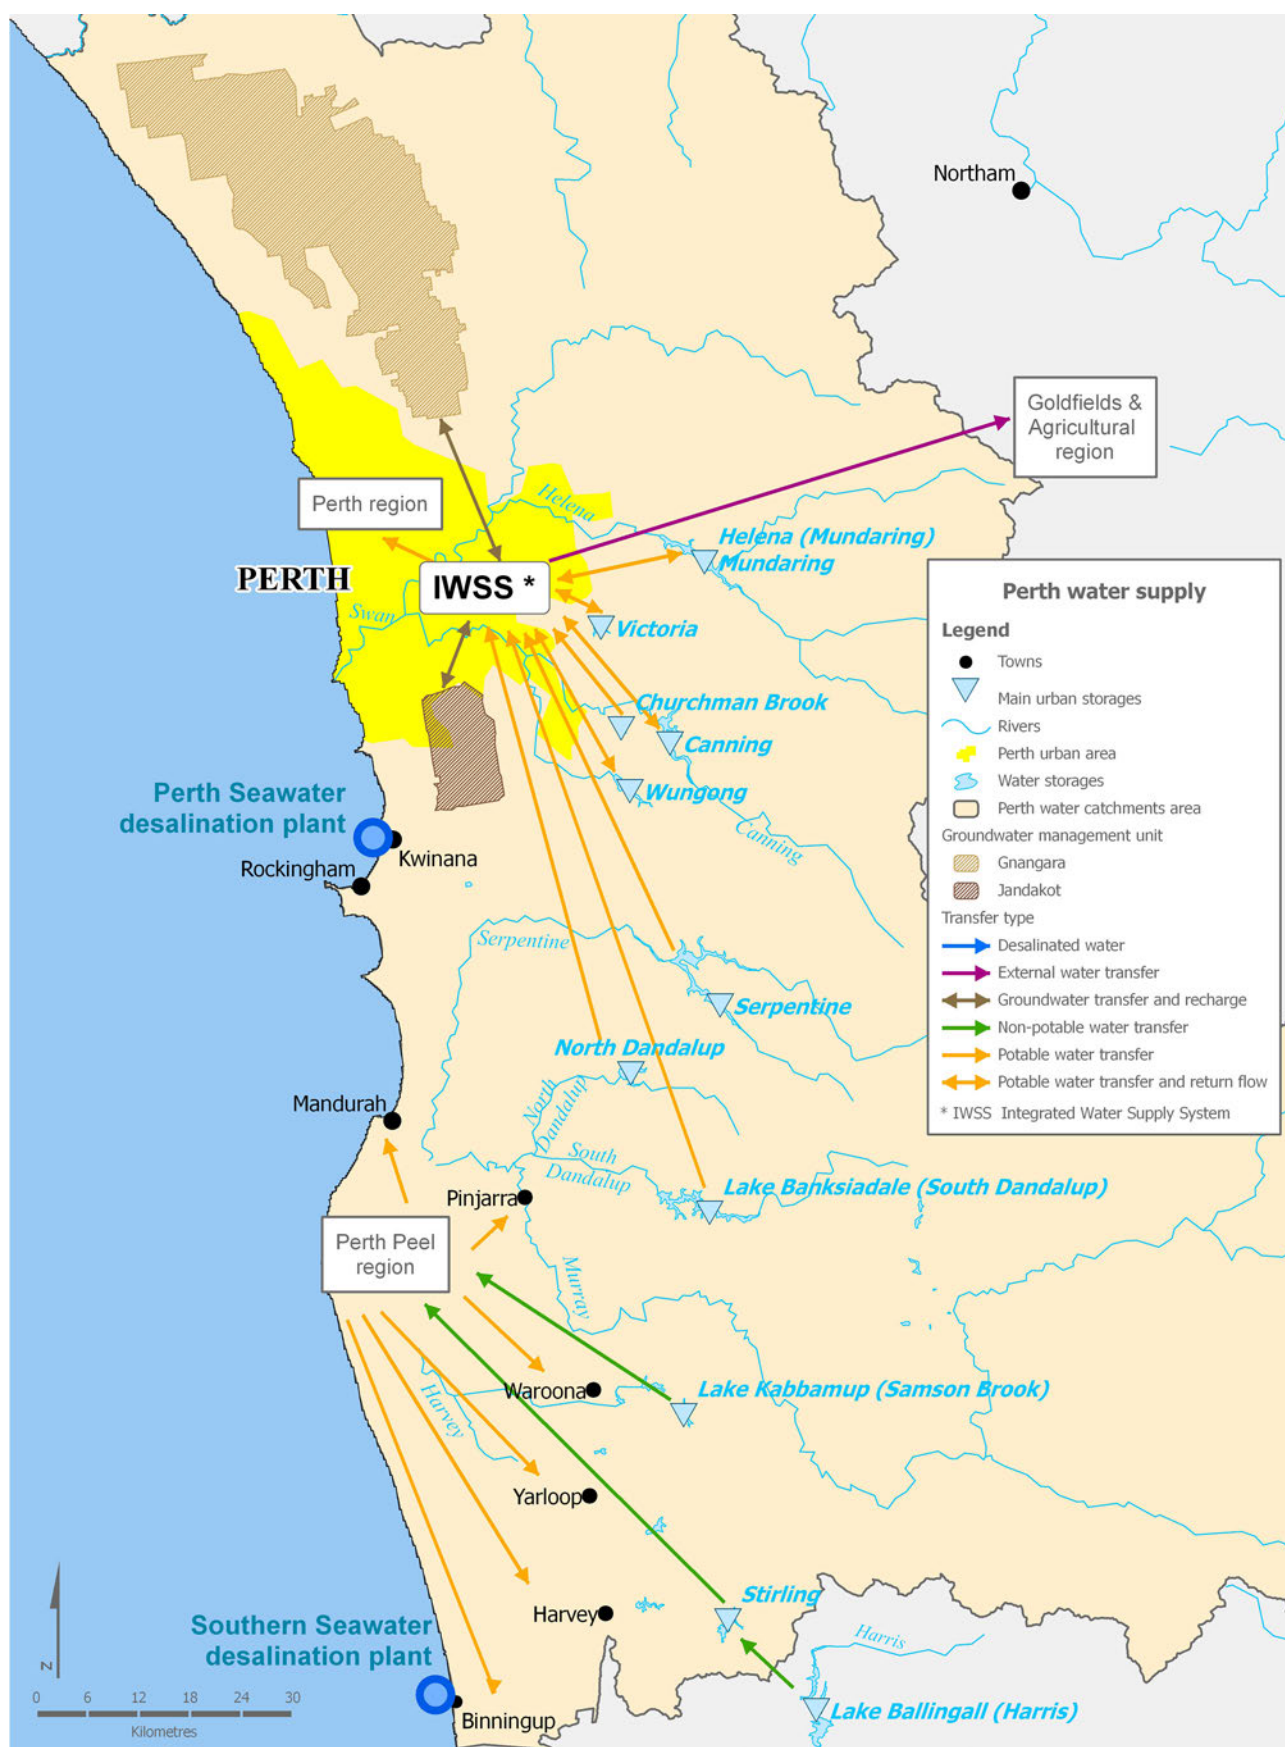 Northam
Goldfields &
Agricultural
region
Perth region
Helena
Helena (Mundaring)
Mundaring
PERTH
IWSS *
Swan
Victoria
Churchman Brook
Canning
Wungong
Canning
Perth Seawater
desalination plant
Kwinana
Rockingham
Serpentine
Serpentine
North Dandalup
North
Dandalup
Mandurah
South
Dandalup
Pinjarra
Lake Banksiadale (South Dandalup)
Perth Peel
region
Murray
Waroona
Lake Kabbamup (Samson Brook)
Harvey
Yarloop
Stirling
Harvey
Harris
Southern Seawater
desalination plant
Binningup
Lake Ballingall (Harris)
N
0 6 12 18 24 30
Kilometres
Perth water supply
Legend
Towns
Main urban storages
Rivers
Perth urban area
Water storages
Perth water catchments area
Groundwater management unit
Gnangara
Jandakot
Transfer type
Desalinated water
External water transfer
Groundwater transfer and recharge
Non-potable water transfer
Potable water transfer
Potable water transfer and return flow
* IWSS Integrated Water Supply System